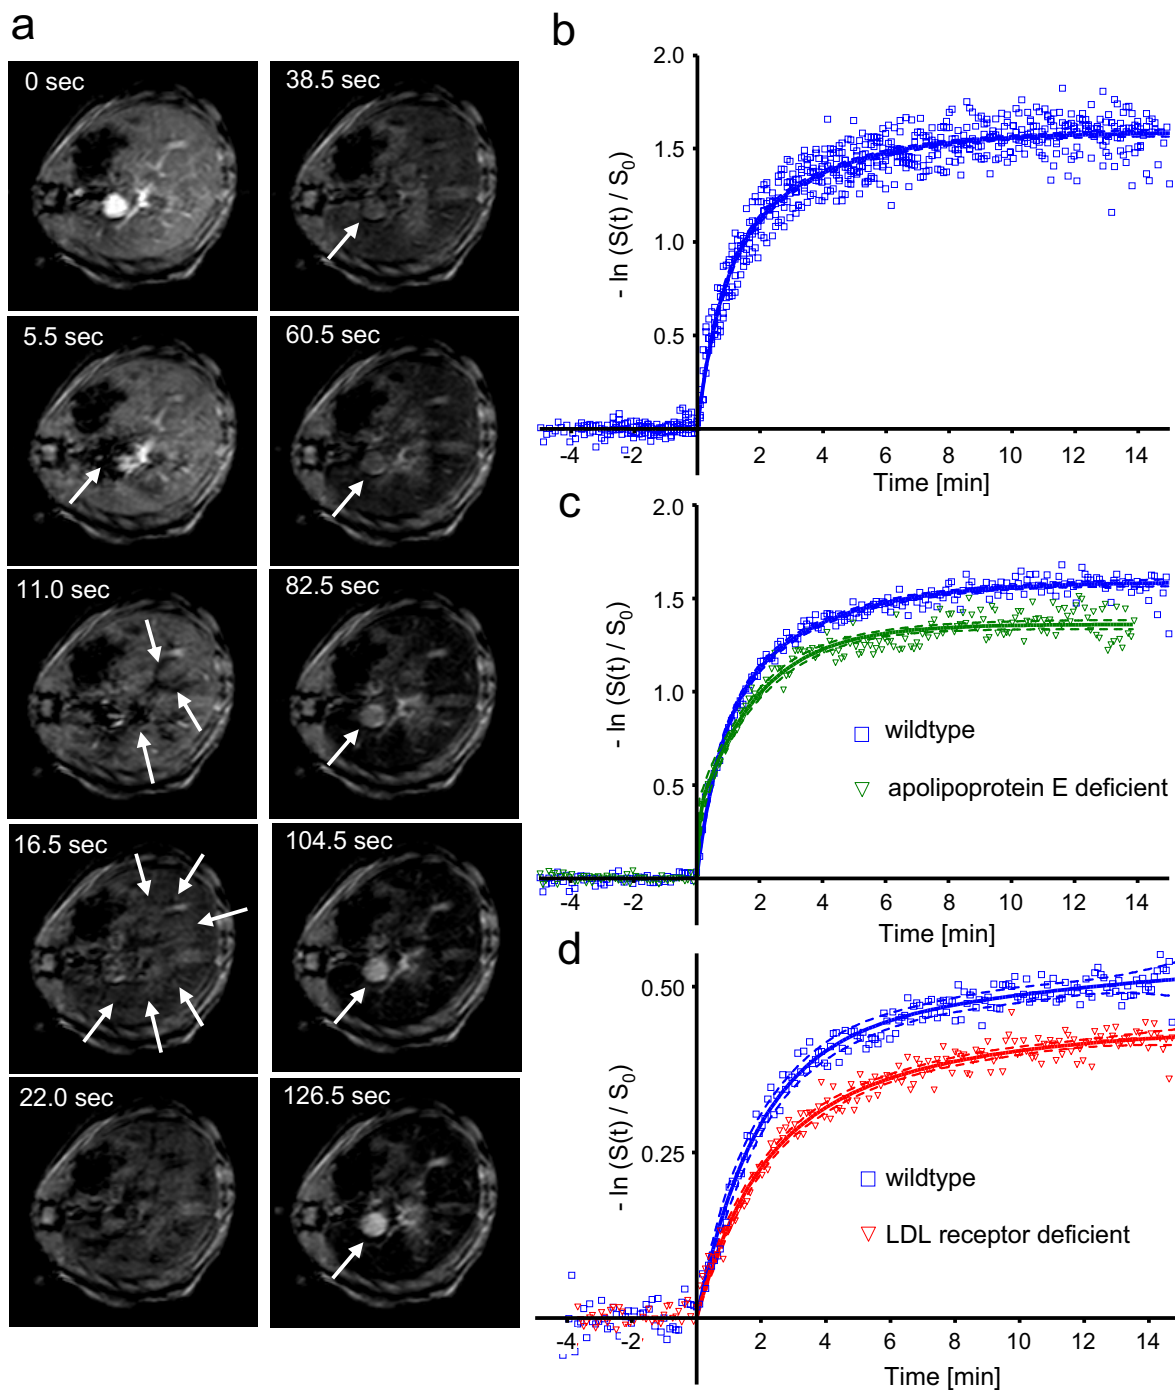 a
0 sec
38.5 sec
5.5 sec
60.5 sec
11.0 sec
82.5 sec
16.5 sec
104.5 sec
22.0 sec
126.5 sec
b
2.0
1.5
1.0
0.5
- ln (S(t) / S0)
-4 -2 2 4 6 8 10 12 14
Time [min]
c
2.0
1.5
1.0
0.5
- ln (S(t) / S0)
wildtype
apolipoprotein E deficient
-4 -2 2 4 6 8 10 12 14
Time [min]
d
0.50
0.25
- ln (S(t) / S0)
wildtype
LDL receptor deficient
-4 -2 2 4 6 8 10 12 14
Time [min]